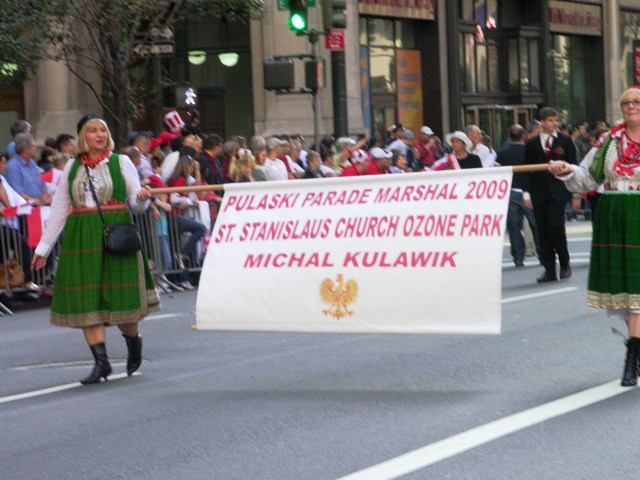 PULASKI PARADE MARSHAL 2009
ST. STANISLAUS CHURCH OZONE PARK
MICHAL KULAWIK